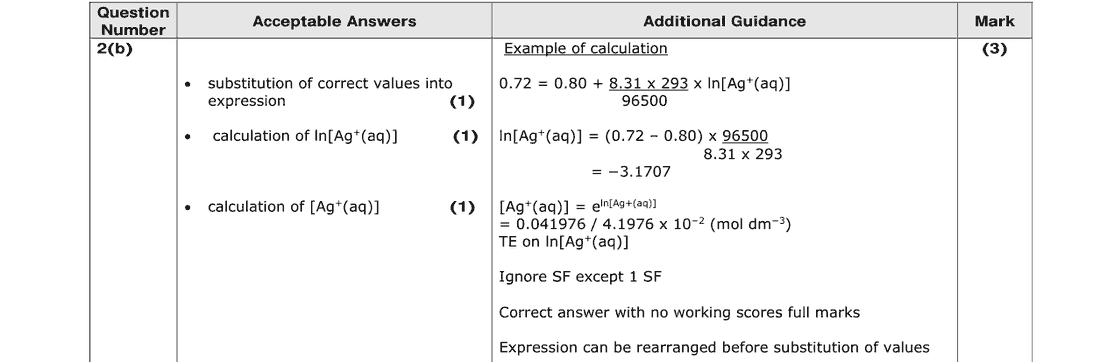 Question Number
Acceptable Answers
Additional Guidance
Mark
2(b)
Example of calculation
(3)
• substitution of correct values into
expression (1)
0.72 = 0.80 + 8.31 x 293 x ln[Ag⁺(aq)]
96500
• calculation of ln[Ag⁺(aq)] (1)
ln[Ag⁺(aq)] = (0.72 – 0.80) x 96500
8.31 x 293
= −3.1707
• calculation of [Ag⁺(aq)] (1)
[Ag⁺(aq)] = e^ln[Ag+(aq)]
= 0.041976 / 4.1976 x 10⁻² (mol dm⁻³)
TE on ln[Ag⁺(aq)]
Ignore SF except 1 SF
Correct answer with no working scores full marks
Expression can be rearranged before substitution of values